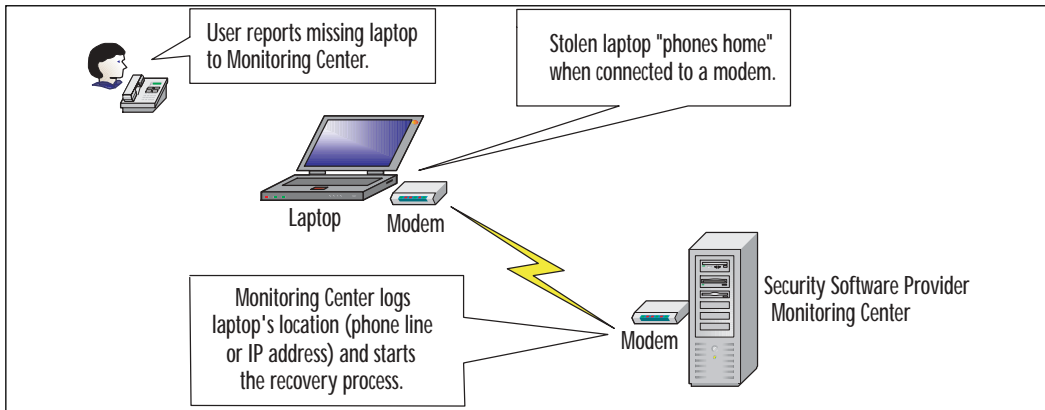 User reports missing laptop
to Monitoring Center.
Stolen laptop "phones home"
when connected to a modem.
Laptop
Modem
Monitoring Center logs
laptop's location (phone line
or IP address) and starts
the recovery process.
Modem
Security Software Provider
Monitoring Center